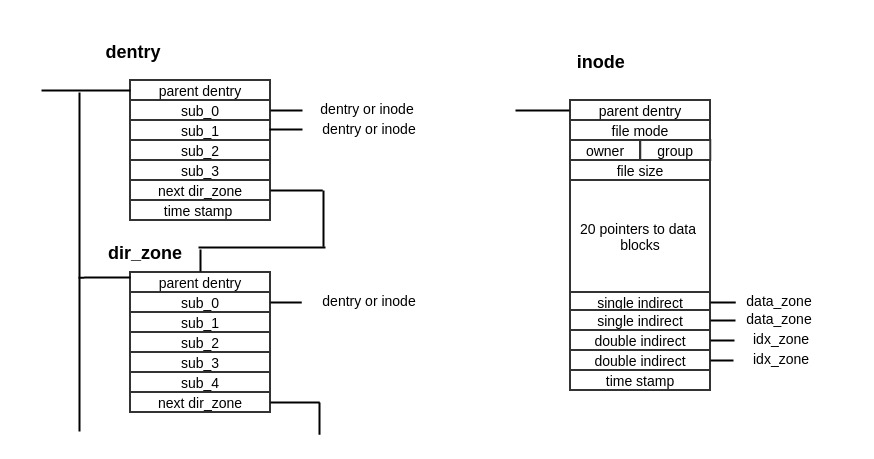 dentry
parent dentry
sub_0
dentry or inode
sub_1
dentry or inode
sub_2
sub_3
next dir_zone
time stamp
dir_zone
parent dentry
sub_0
dentry or inode
sub_1
sub_2
sub_3
sub_4
next dir_zone
inode
parent dentry
file mode
owner
group
file size
20 pointers to data
blocks
single indirect
data_zone
single indirect
data_zone
double indirect
idx_zone
double indirect
idx_zone
time stamp